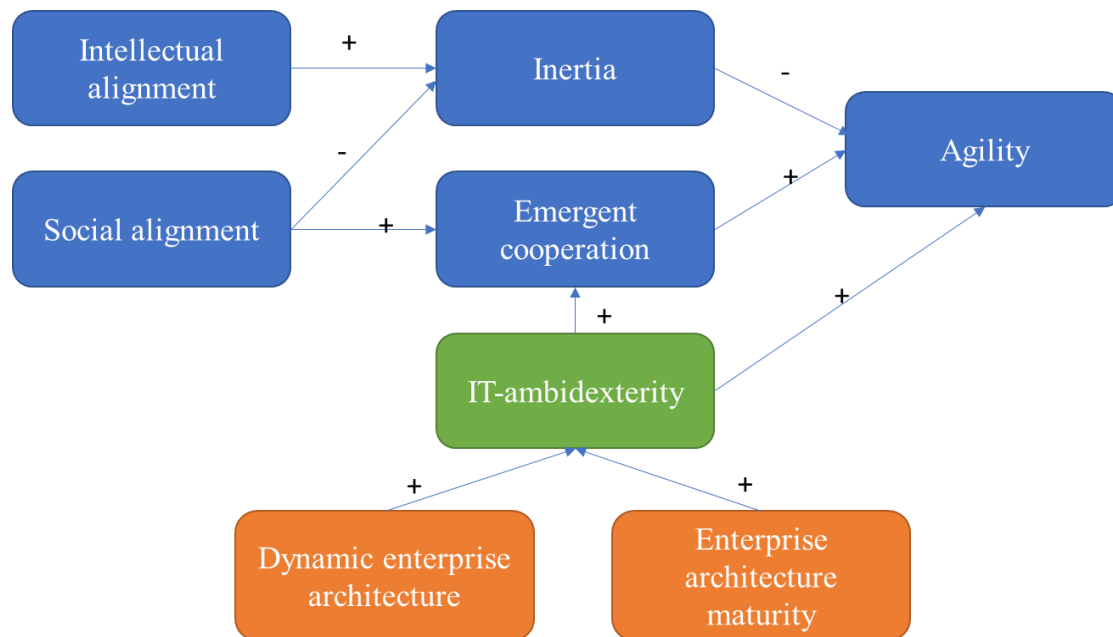 Intellectual
alignment
+
Inertia
-
Agility
-
+
Social alignment
+
Emergent
cooperation
+
+
IT-ambidexterity
+
+
Dynamic enterprise
architecture
Enterprise
architecture
maturity